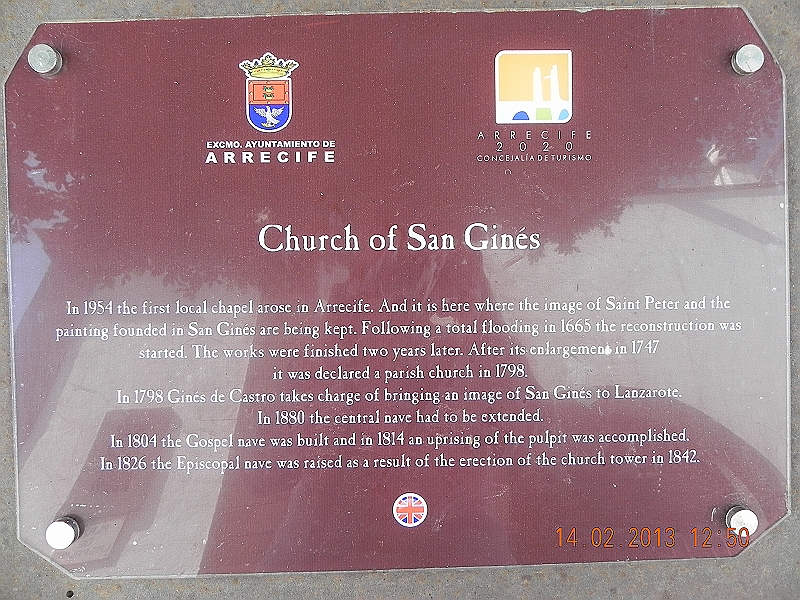 EXCMO. AYUNTAMIENTO DE
ARRECIFE
ARRECIFE
2020
CONCEJALÍA DE TURISMO
Church of San Ginés
In 1954 the first local chapel arose in Arrecife. And it is here where the image of Saint Peter and the
painting founded in San Ginés are being kept. Following a total flooding in 1665 the reconstruction was
started. The works were finished two years later. After its enlargement in 1747
it was declared a parish church in 1798.
In 1798 Ginés de Castro takes charge of bringing an image of San Ginés to Lanzarote.
In 1880 the central nave had to be extended.
In 1804 the Gospel nave was built and in 1814 an uprising of the pulpit was accomplished.
In 1826 the Episcopal nave was raised as a result of the erection of the church tower in 1842.
14.02.2013 12:50